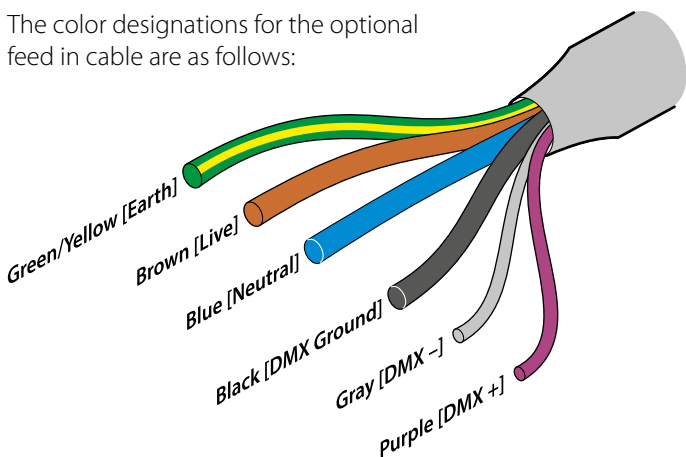 The color designations for the optional
feed in cable are as follows:
Green/Yellow [Earth]
Brown [Live]
Blue [Neutral]
Black [DMX Ground]
Gray [DMX –]
Purple [DMX +]